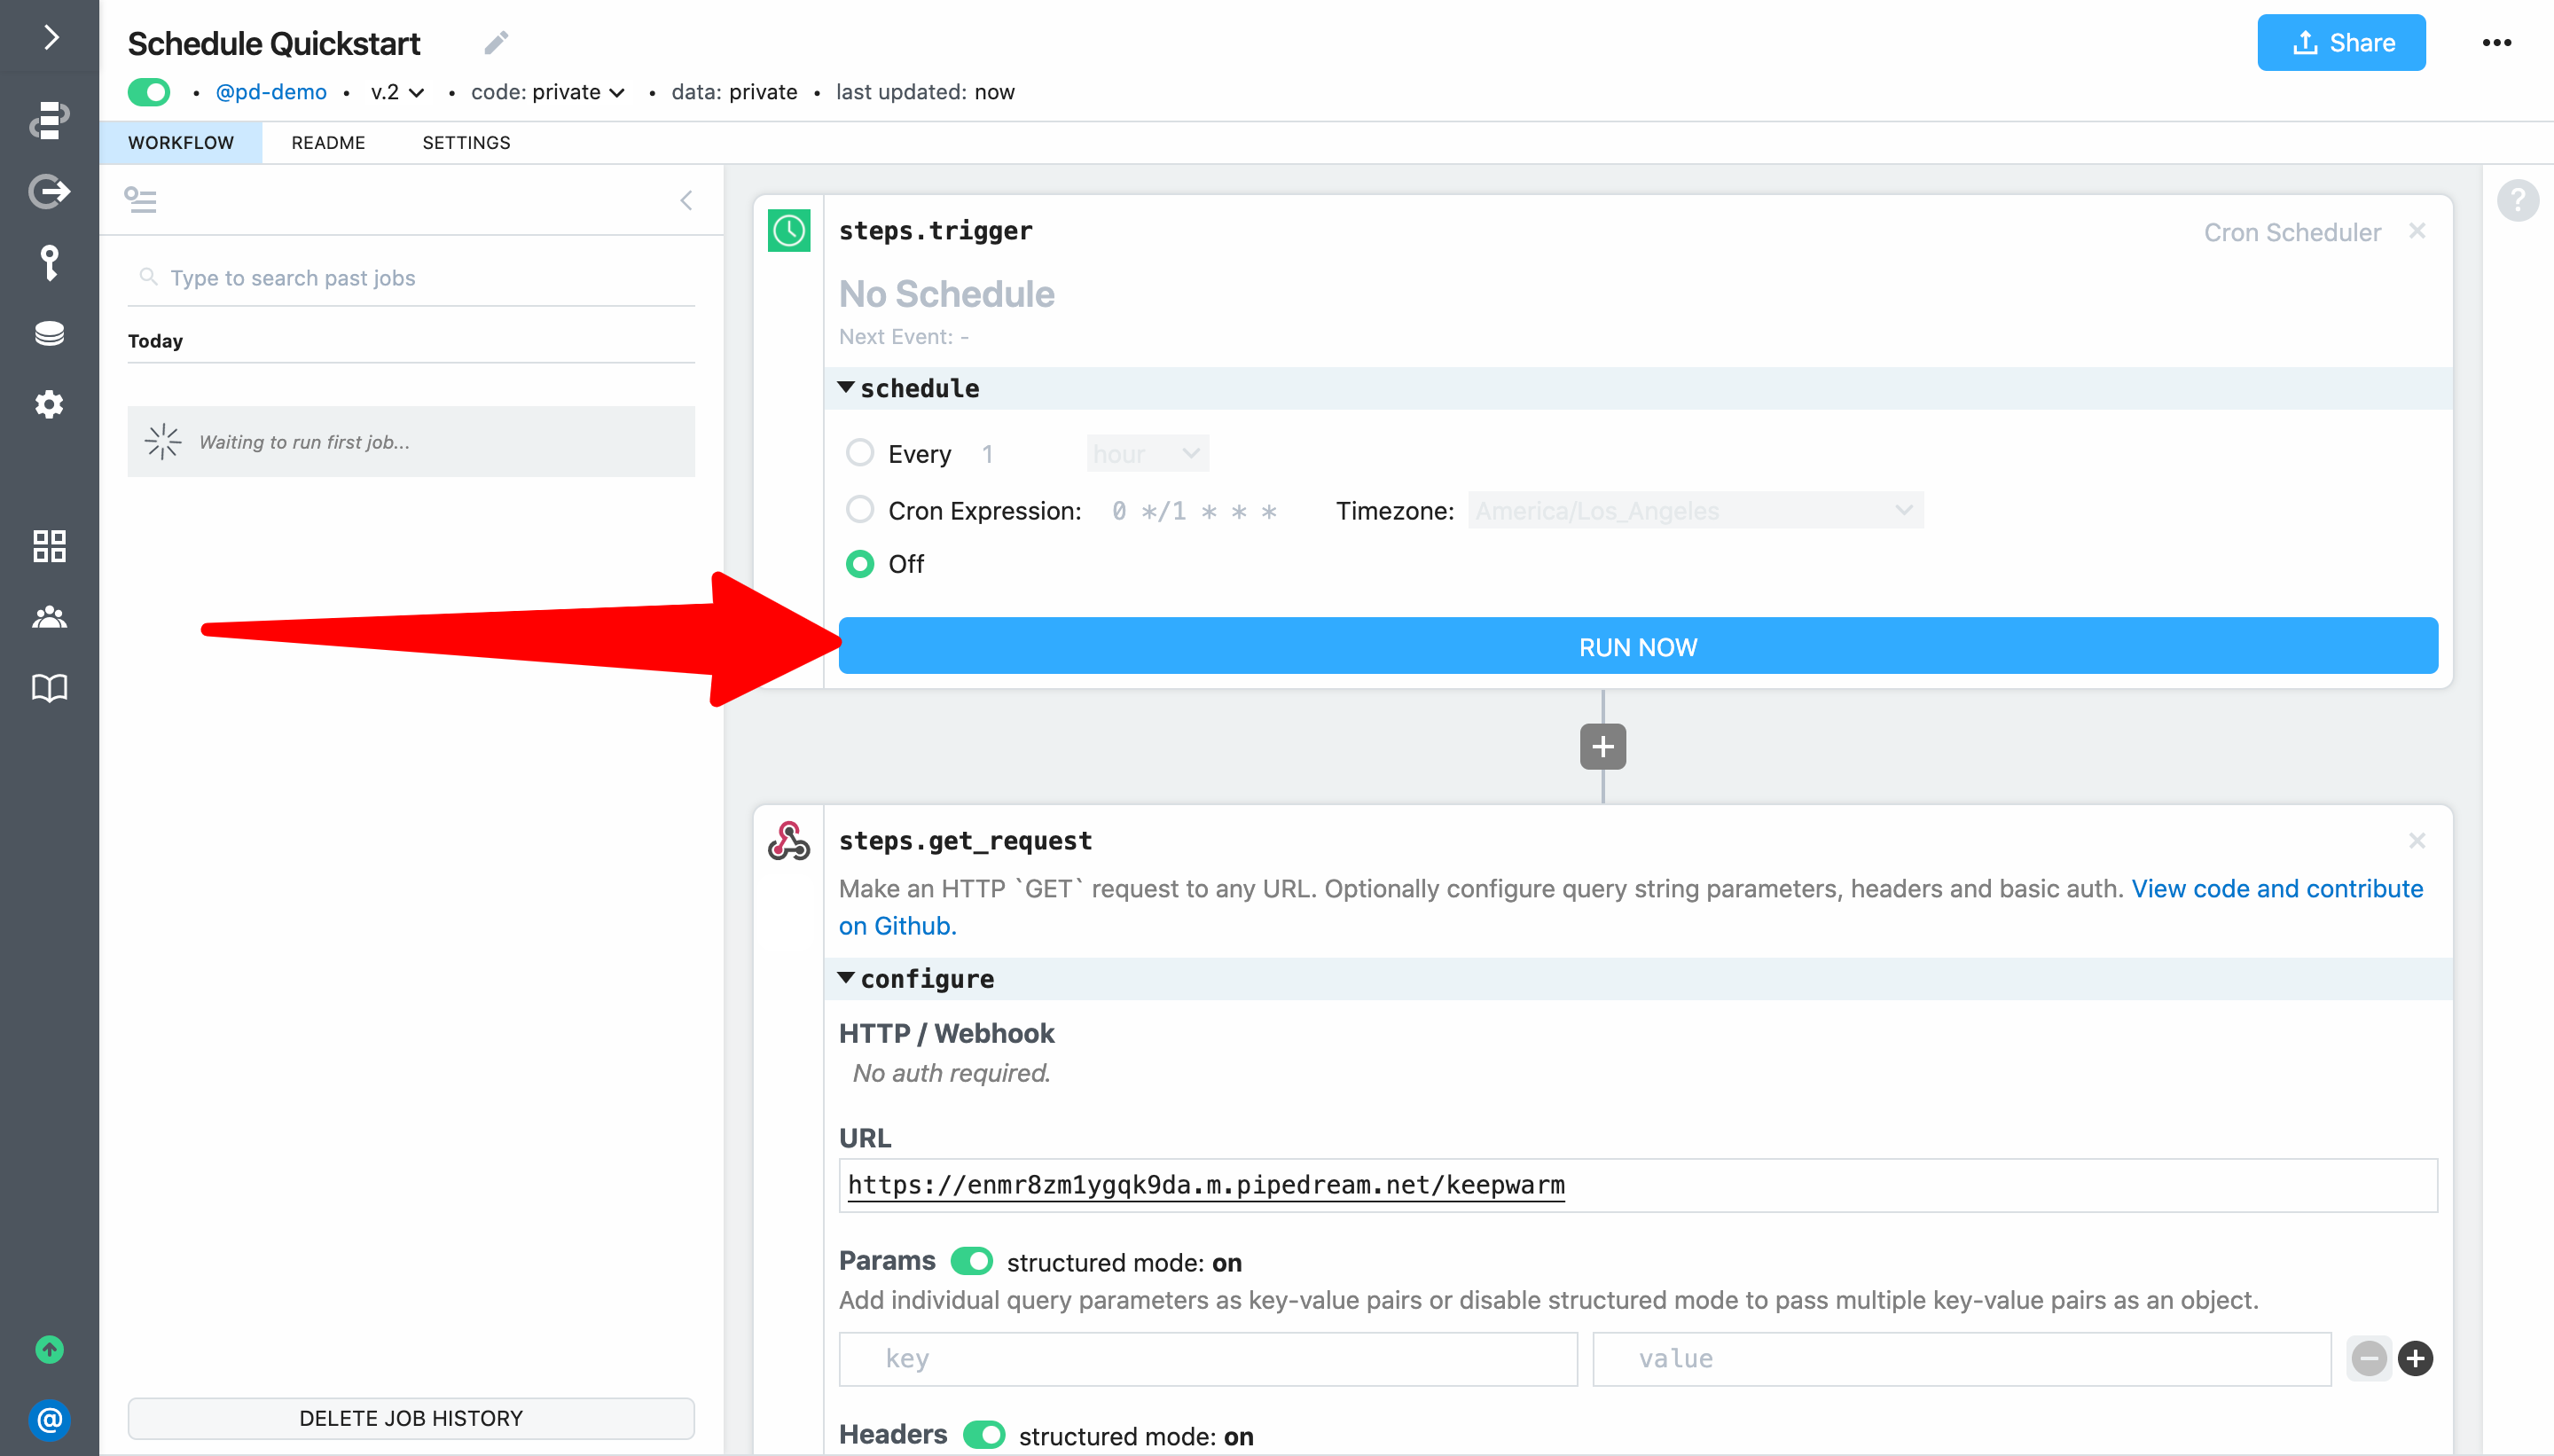 Schedule Quickstart
Share
• @pd-demo • v.2 • code: private • data: private • last updated: now
WORKFLOW README SETTINGS
Type to search past jobs
Today
Waiting to run first job...
DELETE JOB HISTORY
steps.trigger
Cron Scheduler
No Schedule
Next Event: -
schedule
Every 1 hour
Cron Expression: 0 */1 * * * Timezone: America/Los_Angeles
Off
RUN NOW
steps.get_request
Make an HTTP `GET` request to any URL. Optionally configure query string parameters, headers and basic auth. View code and contribute
on Github.
configure
HTTP / Webhook
No auth required.
URL
https://enmr8zm1ygqk9da.m.pipedream.net/keepwarm
Params structured mode: on
Add individual query parameters as key-value pairs or disable structured mode to pass multiple key-value pairs as an object.
key value
Headers structured mode: on